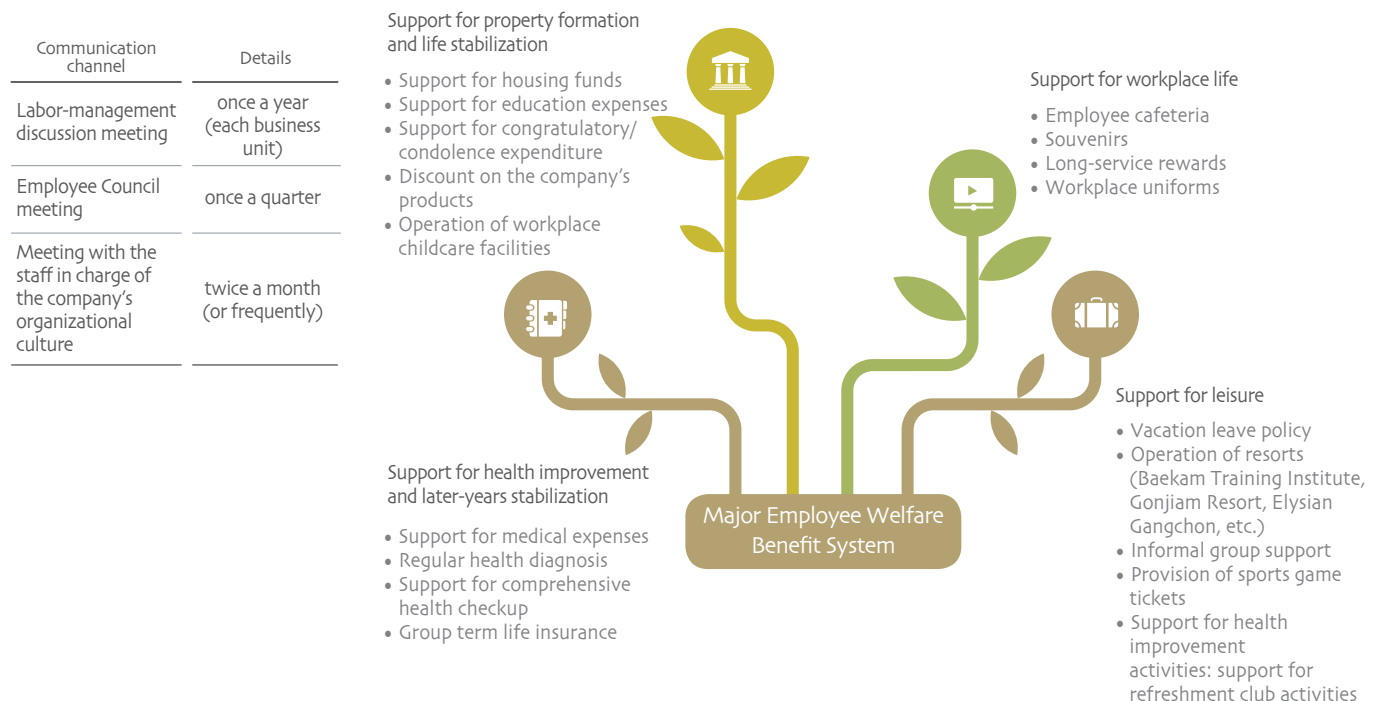 Communication
channel
Details
Labor-management
discussion meeting
once a year
(each business
unit)
Employee Council
meeting
once a quarter
Meeting with the
staff in charge of
the company’s
organizational
culture
twice a month
(or frequently)
Support for property formation
and life stabilization
• Support for housing funds
• Support for education expenses
• Support for congratulatory/
condolence expenditure
• Discount on the company’s
products
• Operation of workplace
childcare facilities
Support for workplace life
• Employee cafeteria
• Souvenirs
• Long-service rewards
• Workplace uniforms
Support for health improvement
and later-years stabilization
• Support for medical expenses
• Regular health diagnosis
• Support for comprehensive
health checkup
• Group term life insurance
Major Employee Welfare
Benefit System
Support for leisure
• Vacation leave policy
• Operation of resorts
(Baekam Training Institute,
Gonjiam Resort, Elysian
Gangchon, etc.)
• Informal group support
• Provision of sports game
tickets
• Support for health
improvement
activities: support for
refreshment club activities